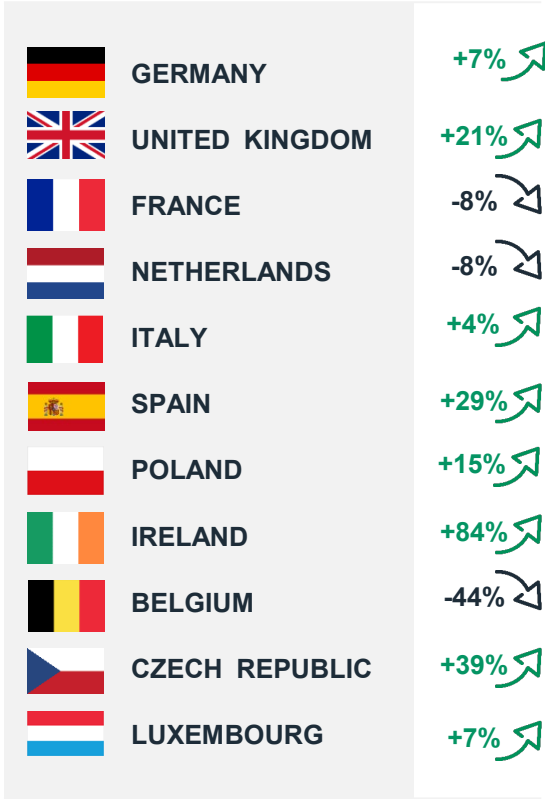 GERMANY +7%
UNITED KINGDOM +21%
FRANCE -8%
NETHERLANDS -8%
ITALY +4%
SPAIN +29%
POLAND +15%
IRELAND +84%
BELGIUM -44%
CZECH REPUBLIC +39%
LUXEMBOURG +7%